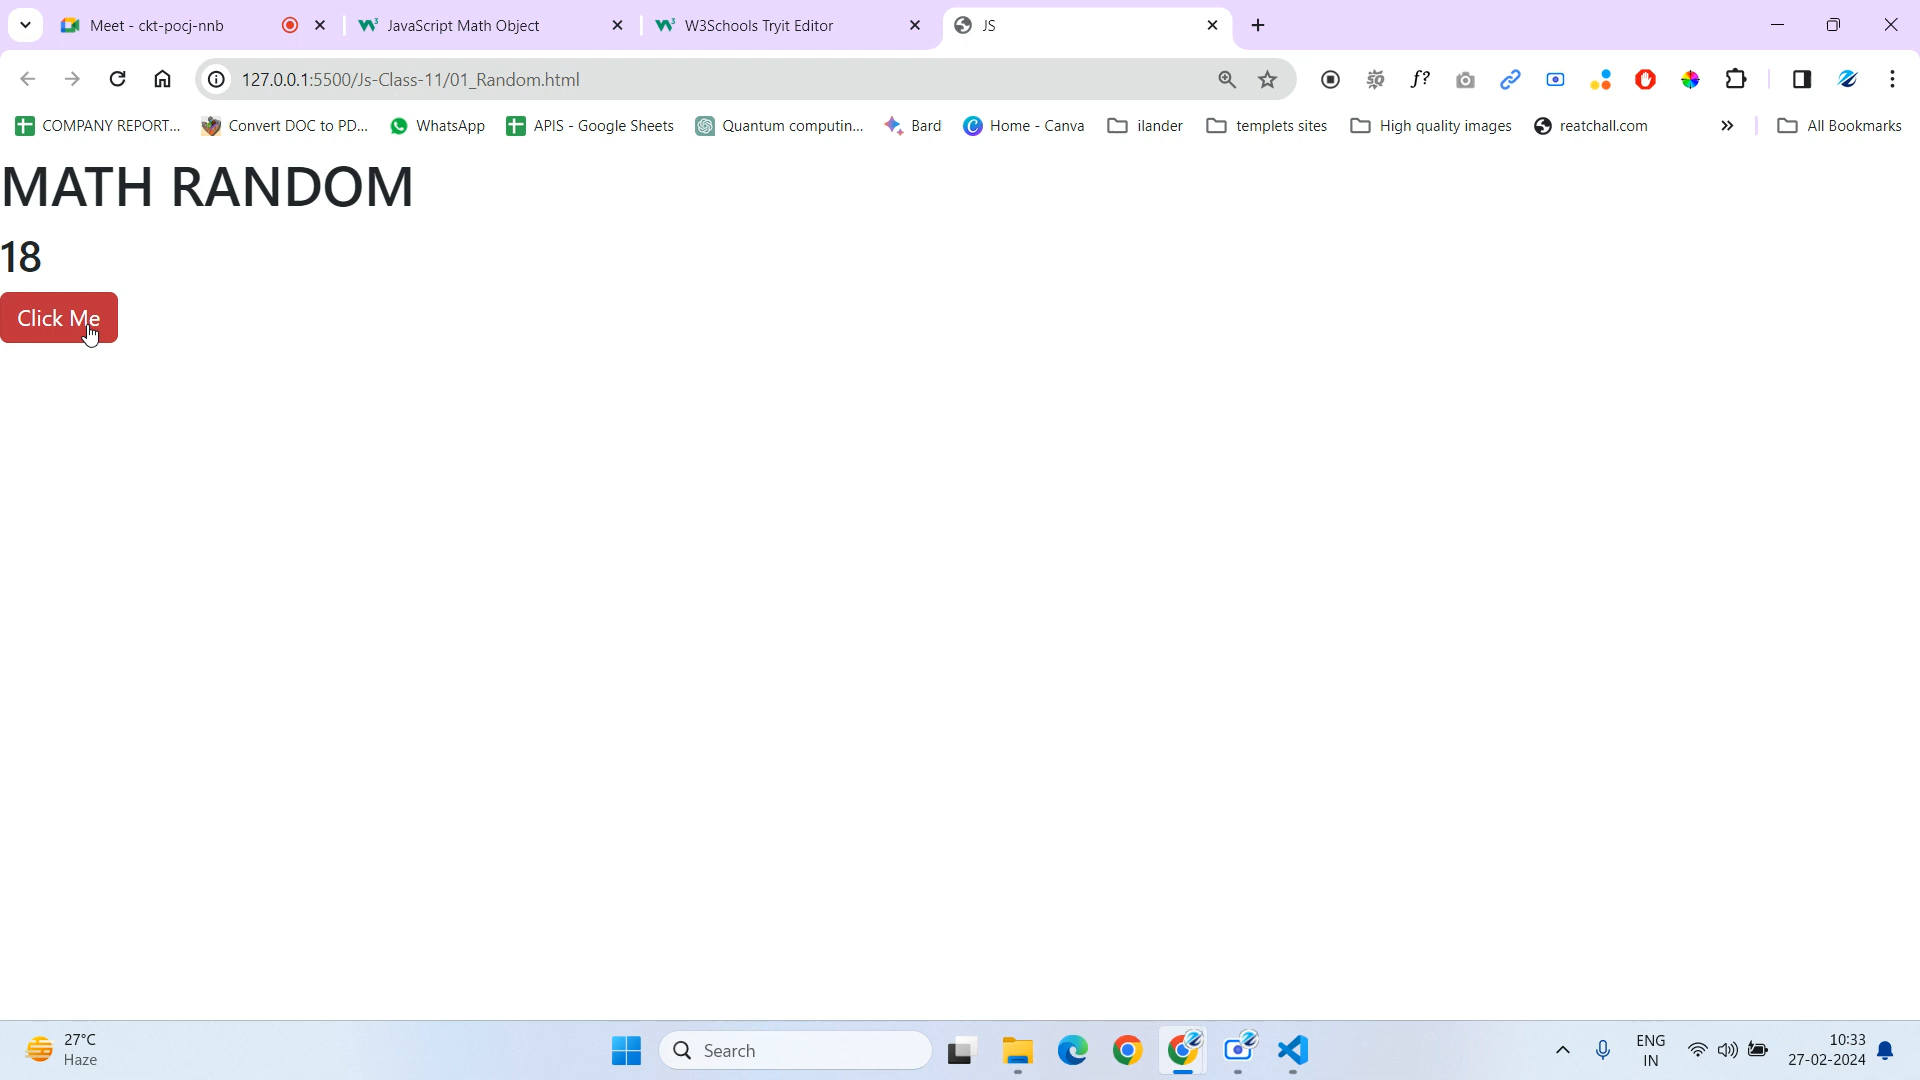 Meet - ckt-pocj-nnb
JavaScript Math Object
W3Schools Tryit Editor
JS
127.0.0.1:5500/Js-Class-11/01_Random.html
f?
COMPANY REPORT...
Convert DOC to PD...
WhatsApp
APIS - Google Sheets
Quantum computin...
Bard
Home - Canva
ilander
templets sites
High quality images
reatchall.com
All Bookmarks
MATH RANDOM
18
Click Me
27°C
Haze
Search
ENG
IN
10:33
27-02-2024